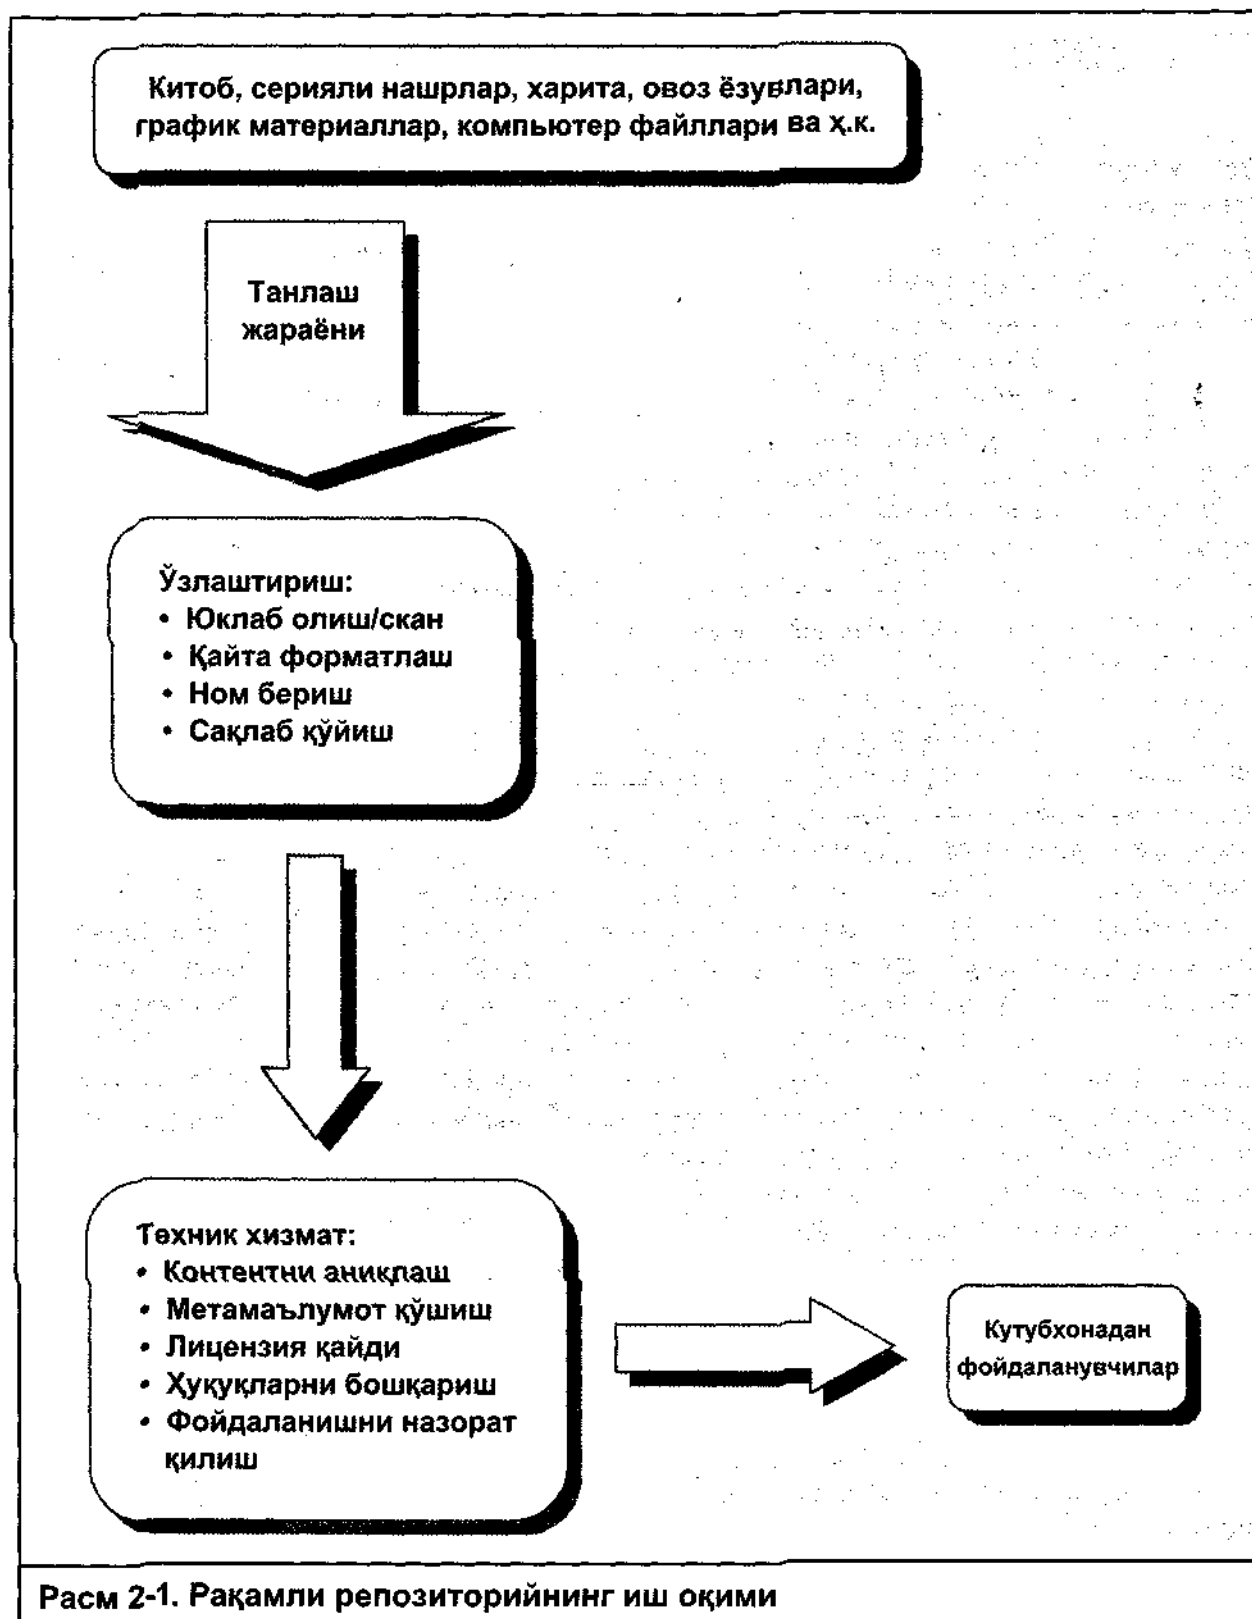 Китоб, серияли нашрлар, харита, овоз ёзувлари,
график материаллар, компьютер файллари ва ҳ.к.
Танлаш
жараёни
Ўзлаштириш:
• Юклаб олиш/скан
• Қайта форматлаш
• Ном бериш
• Сақлаб қўйиш
Техник хизмат:
• Контентни аниқлаш
• Метамаълумот қўшиш
• Лицензия қайди
• Ҳуқуқларни бошқариш
• Фойдаланишни назорат
қилиш
Кутубхонадан
фойдаланувчилар
Расм 2-1. Рақамли репозиторийнинг иш оқими